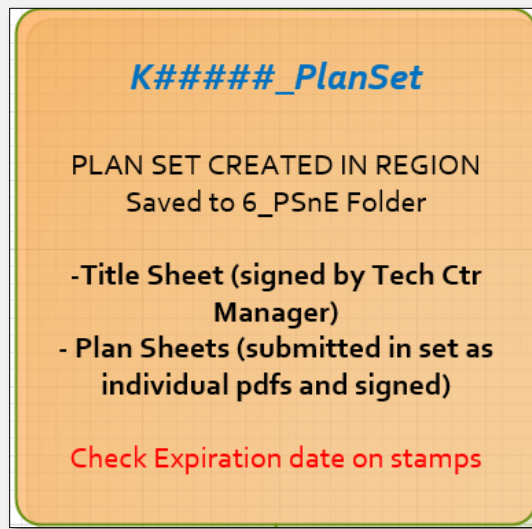 K#####_PlanSet
PLAN SET CREATED IN REGION
Saved to 6_PSnE Folder
-Title Sheet (signed by Tech Ctr
Manager)
- Plan Sheets (submitted in set as
individual pdfs and signed)
Check Expiration date on stamps